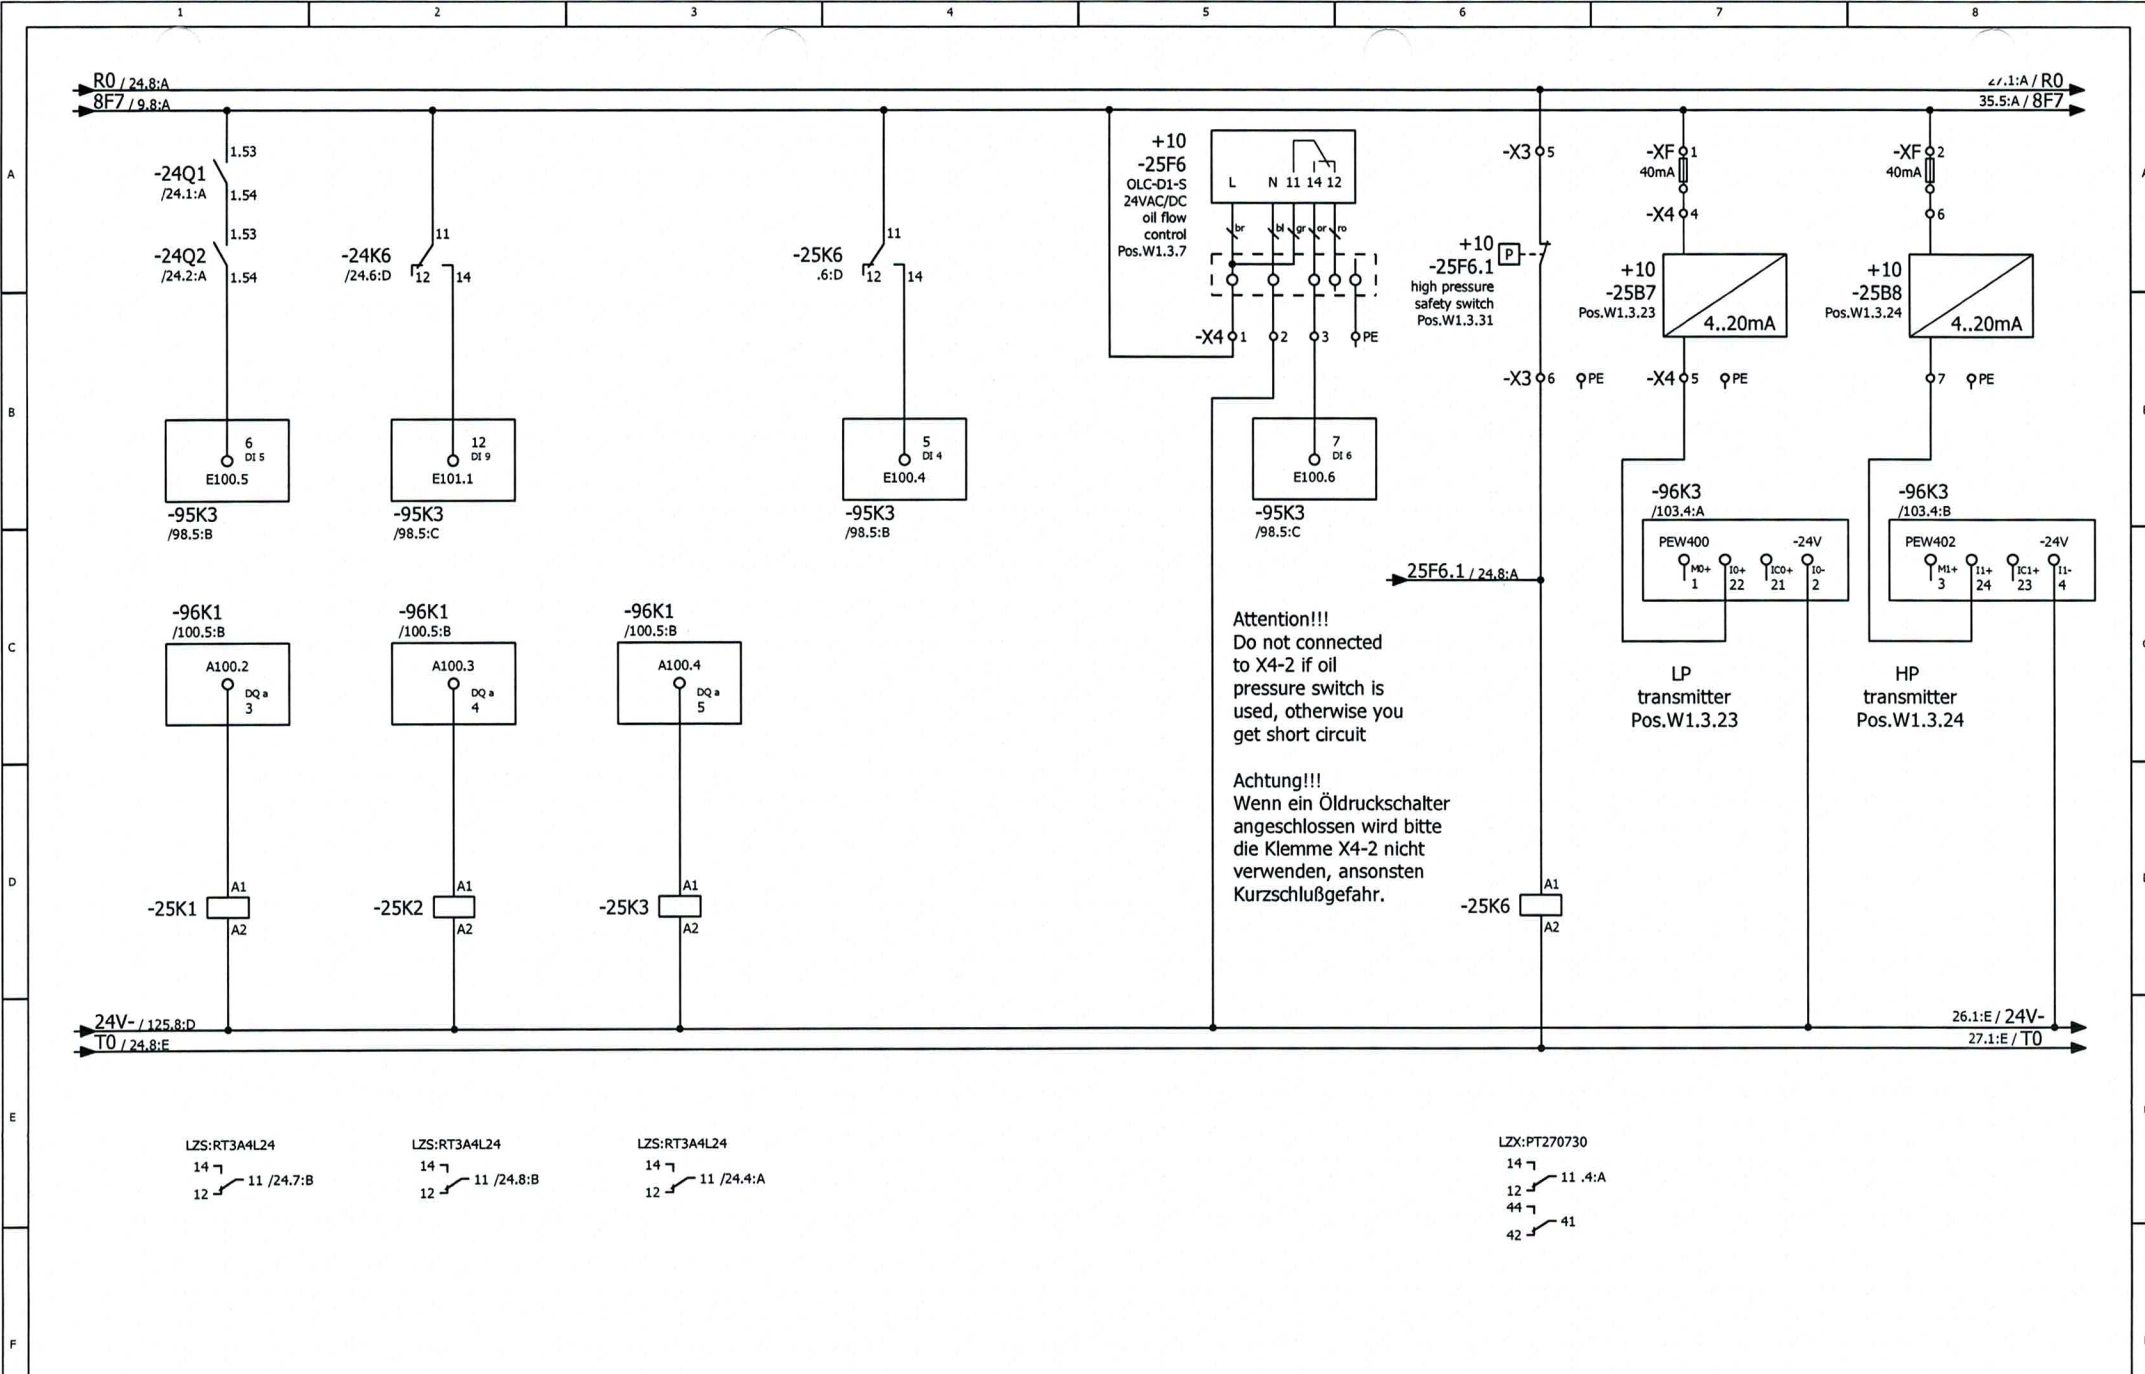 1 2 3 4 5 6 7 8
R0 / 24.8:A
27.1:A / R0
8F7 / 9.8:A
35.5:A / 8F7
A
B
C
D
E
F
-24Q1
/24.1:A
1.53
1.54
-24Q2
/24.2:A
1.53
1.54
6
DI 5
E100.5
-95K3
/98.5:B
-24K6
/24.6:D
11
12
14
12
DI 9
E101.1
-95K3
/98.5:C
-25K6
.6:D
11
12
14
5
DI 4
E100.4
-95K3
/98.5:B
+10
-25F6
OLC-D1-S
24VAC/DC
oil flow
control
Pos.W1.3.7
L N 11 14 12
br bl gr or ro
-X4 1 2 3 PE
7
DI 6
E100.6
-95K3
/98.5:C
-X3 5
+10
-25F6.1
high pressure
safety switch
Pos.W1.3.31
P
-X3 6 PE
25F6.1 / 24.8:A
-XF 1
40mA
-X4 4
+10
-25B7
Pos.W1.3.23
4..20mA
-X4 5 PE
-96K3
/103.4:A
PEW400 -24V
M0+ I0+ IC0+ I0-
1 22 21 2
LP
transmitter
Pos.W1.3.23
-XF 2
40mA
6
+10
-25B8
Pos.W1.3.24
4..20mA
7 PE
-96K3
/103.4:B
PEW402 -24V
M1+ I1+ IC1+ I1-
3 24 23 4
HP
transmitter
Pos.W1.3.24
-96K1
/100.5:B
A100.2
DQ a
3
-25K1
A1
A2
-96K1
/100.5:B
A100.3
DQ a
4
-25K2
A1
A2
-96K1
/100.5:B
A100.4
DQ a
5
-25K3
A1
A2
Attention!!!
Do not connected
to X4-2 if oil
pressure switch is
used, otherwise you
get short circuit
Achtung!!!
Wenn ein Öldruckschalter
angeschlossen wird bitte
die Klemme X4-2 nicht
verwenden, ansonsten
Kurzschlußgefahr.
-25K6
A1
A2
24V- / 125.8:D
26.1:E / 24V-
T0 / 24.8:E
27.1:E / T0
LZS:RT3A4L24
14
12
11 /24.7:B
LZS:RT3A4L24
14
12
11 /24.8:B
LZS:RT3A4L24
14
12
11 /24.4:A
LZX:PT270730
14
12
11 .4:A
44
42
41